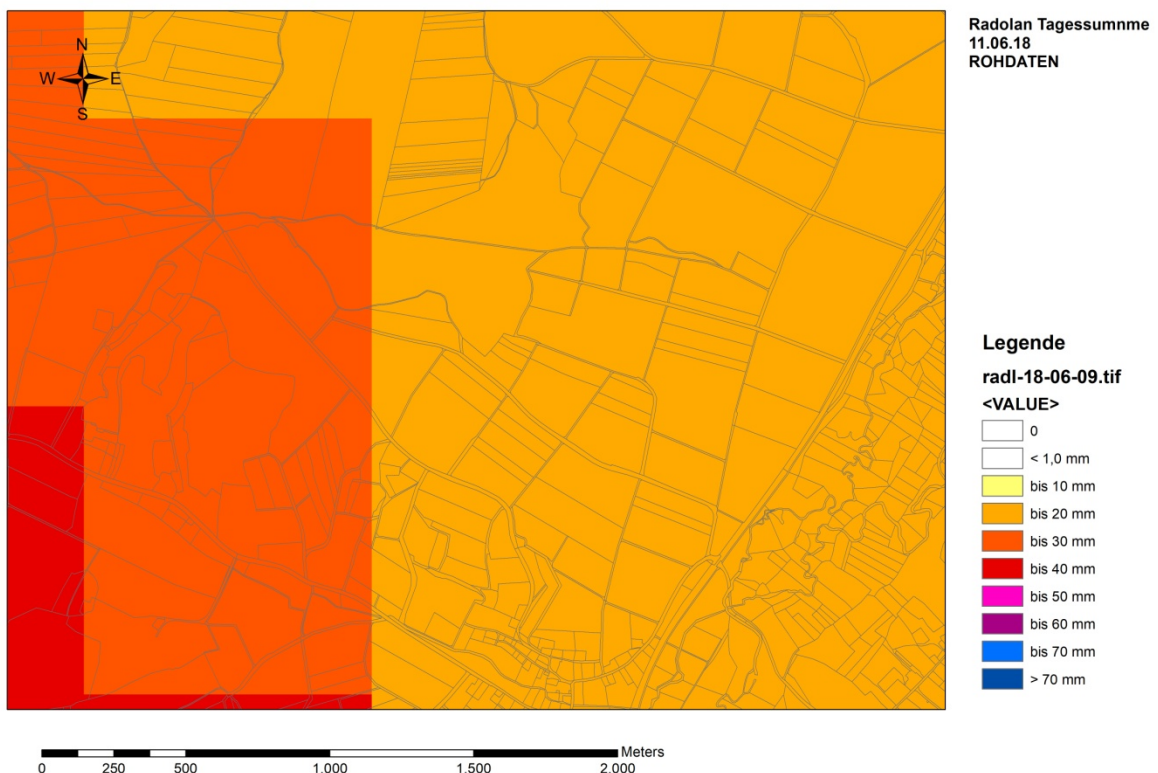 Radolan Tagessumnme
11.06.18
ROHDATEN
N
W E
S
Legende
radl-18-06-09.tif
<VALUE>
0
< 1,0 mm
bis 10 mm
bis 20 mm
bis 30 mm
bis 40 mm
bis 50 mm
bis 60 mm
bis 70 mm
> 70 mm
Meters
0 250 500 1.000 1.500 2.000